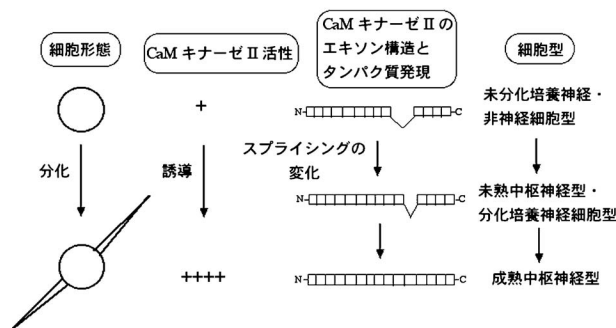 細胞形態
CaM キナーゼⅡ活性
CaM キナーゼⅡの
エキソン構造と
タンパク質発現
細胞型
+
N
C
未分化培養神経・
非神経細胞型
分化
誘導
スプライシングの
変化
N
C
未熟中枢神経型・
分化培養神経細胞型
++++
N
C
成熟中枢神経型